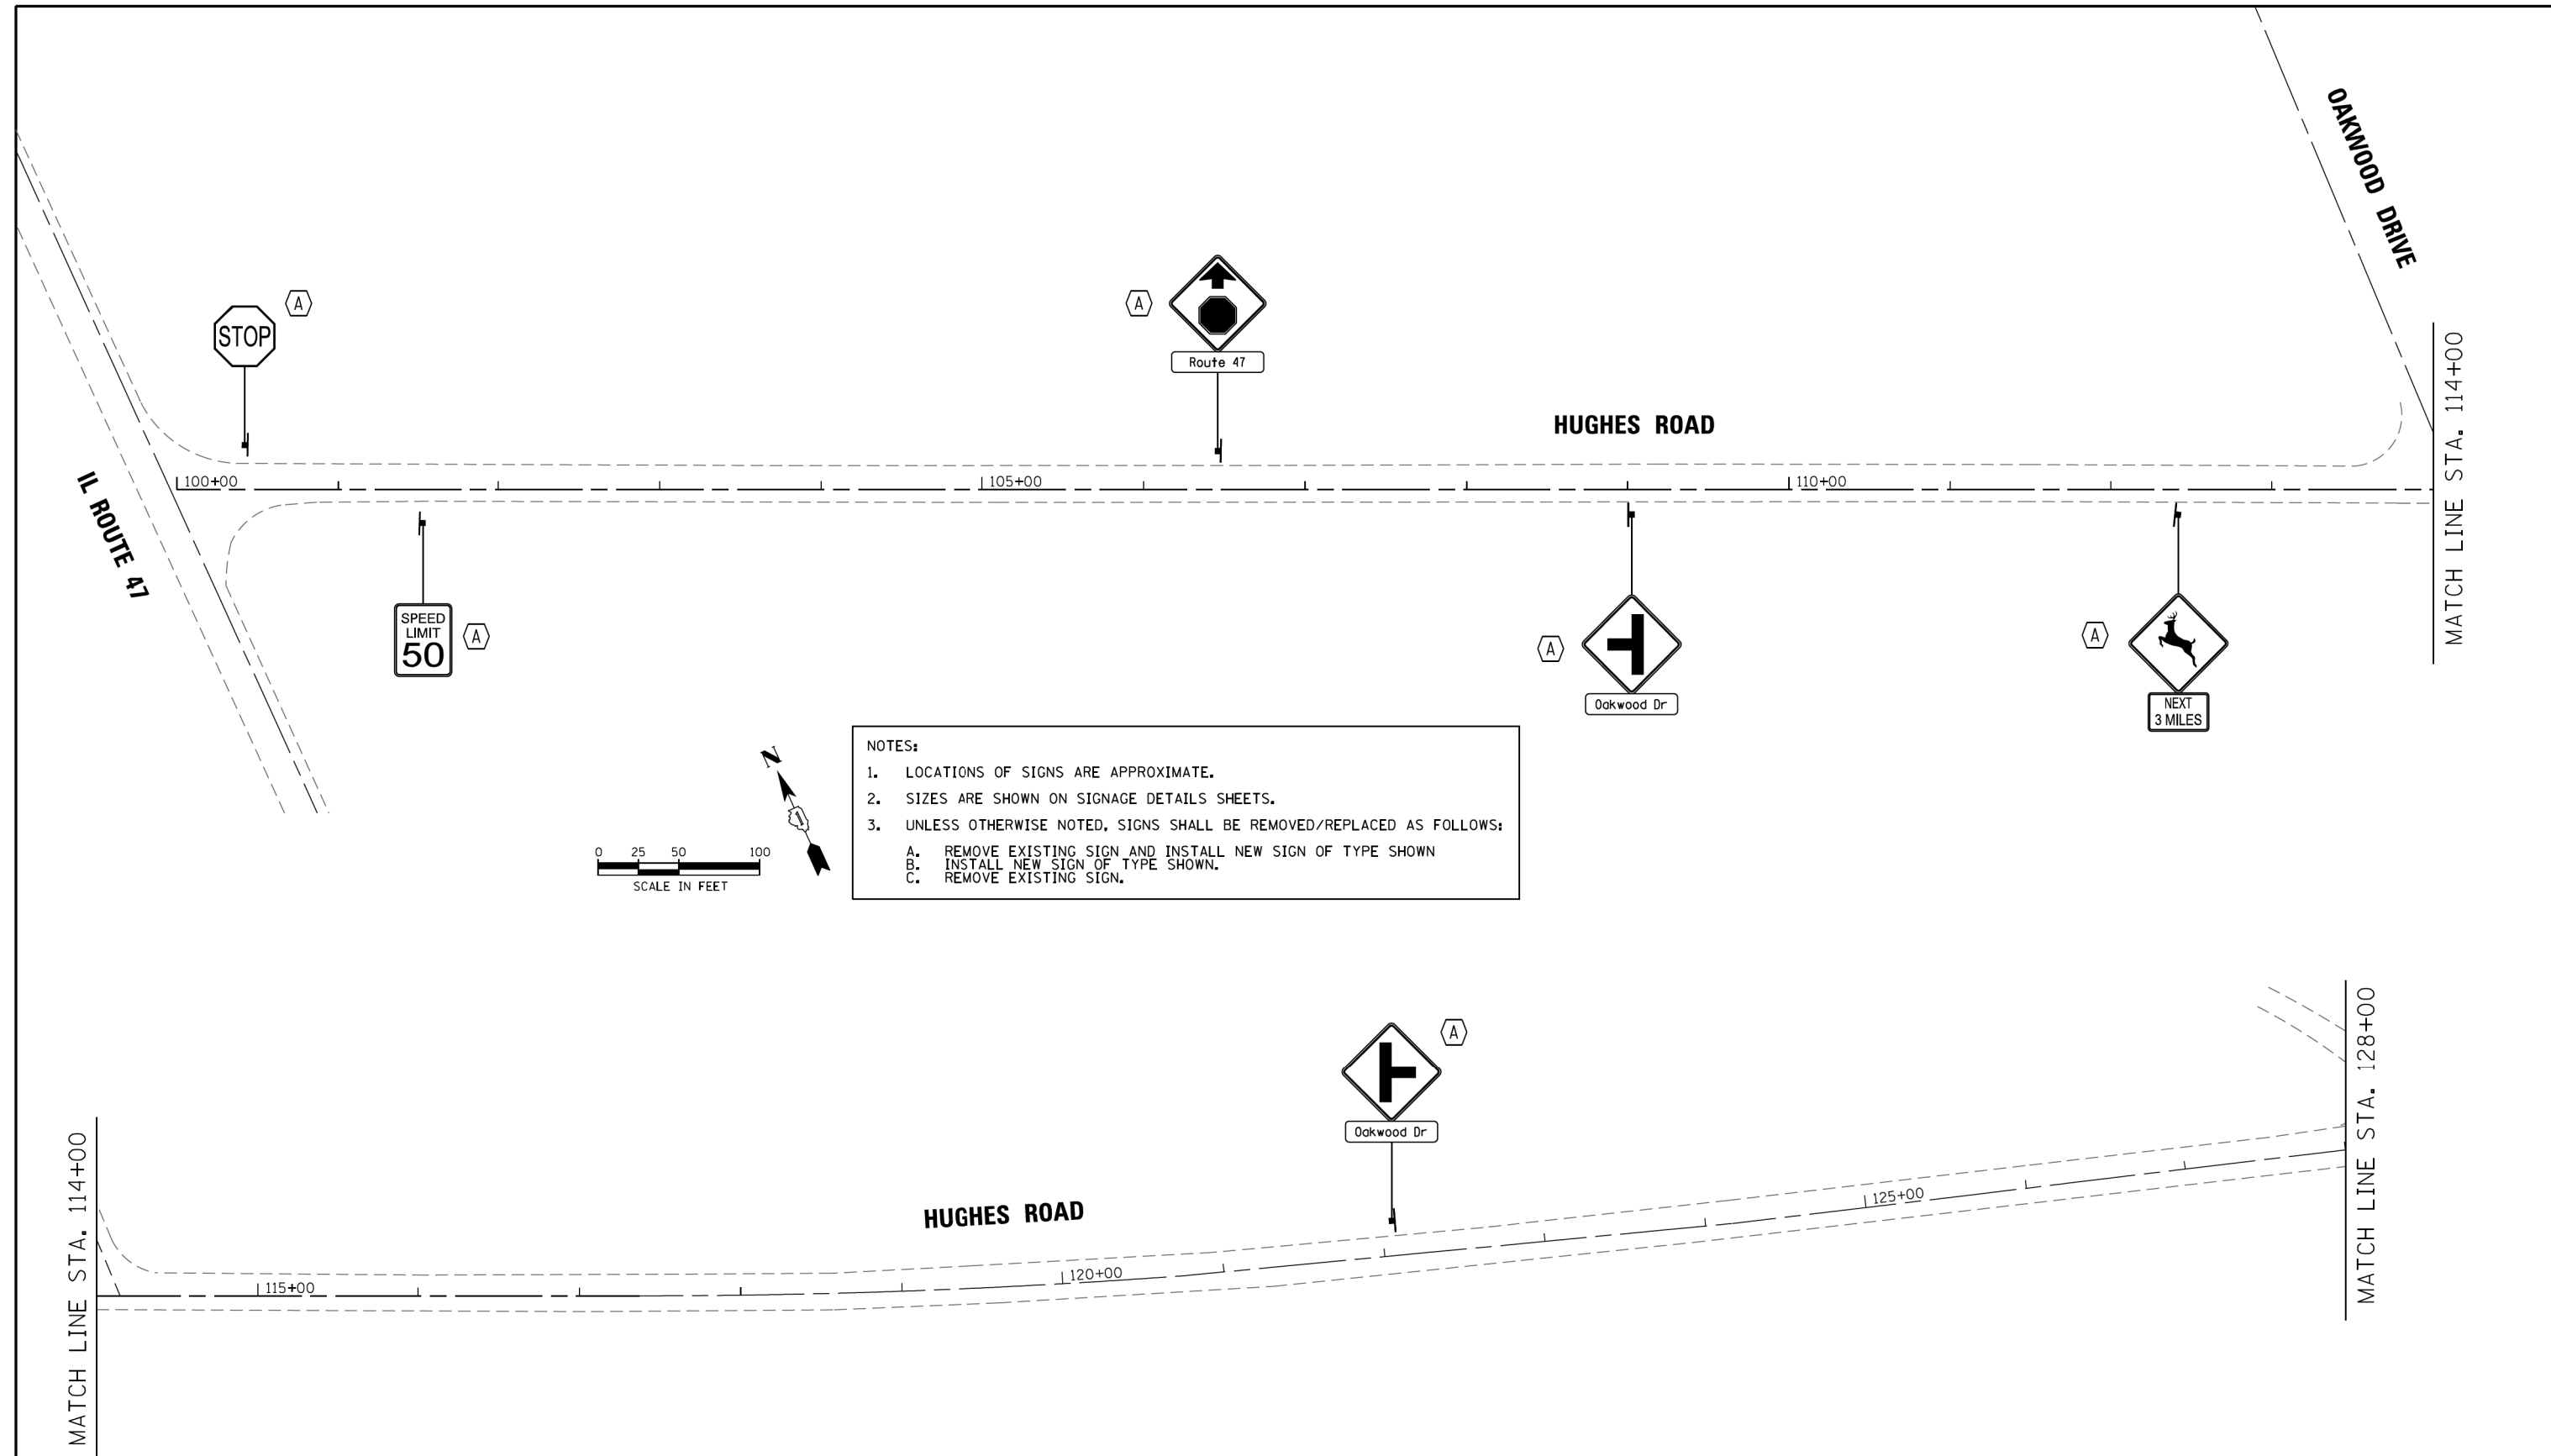 OAKWOOD DRIVE
A
STOP
A
Route 47
HUGHES ROAD
MATCH LINE STA. 114+00
100+00
105+00
110+00
IL ROUTE 47
SPEED
LIMIT
50
A
A
Oakwood Dr
A
NEXT
3 MILES
N
0 25 50 100
SCALE IN FEET
NOTES:
1. LOCATIONS OF SIGNS ARE APPROXIMATE.
2. SIZES ARE SHOWN ON SIGNAGE DETAILS SHEETS.
3. UNLESS OTHERWISE NOTED, SIGNS SHALL BE REMOVED/REPLACED AS FOLLOWS:
A. REMOVE EXISTING SIGN AND INSTALL NEW SIGN OF TYPE SHOWN
B. INSTALL NEW SIGN OF TYPE SHOWN.
C. REMOVE EXISTING SIGN.
A
Oakwood Dr
MATCH LINE STA. 128+00
MATCH LINE STA. 114+00
HUGHES ROAD
115+00
120+00
125+00